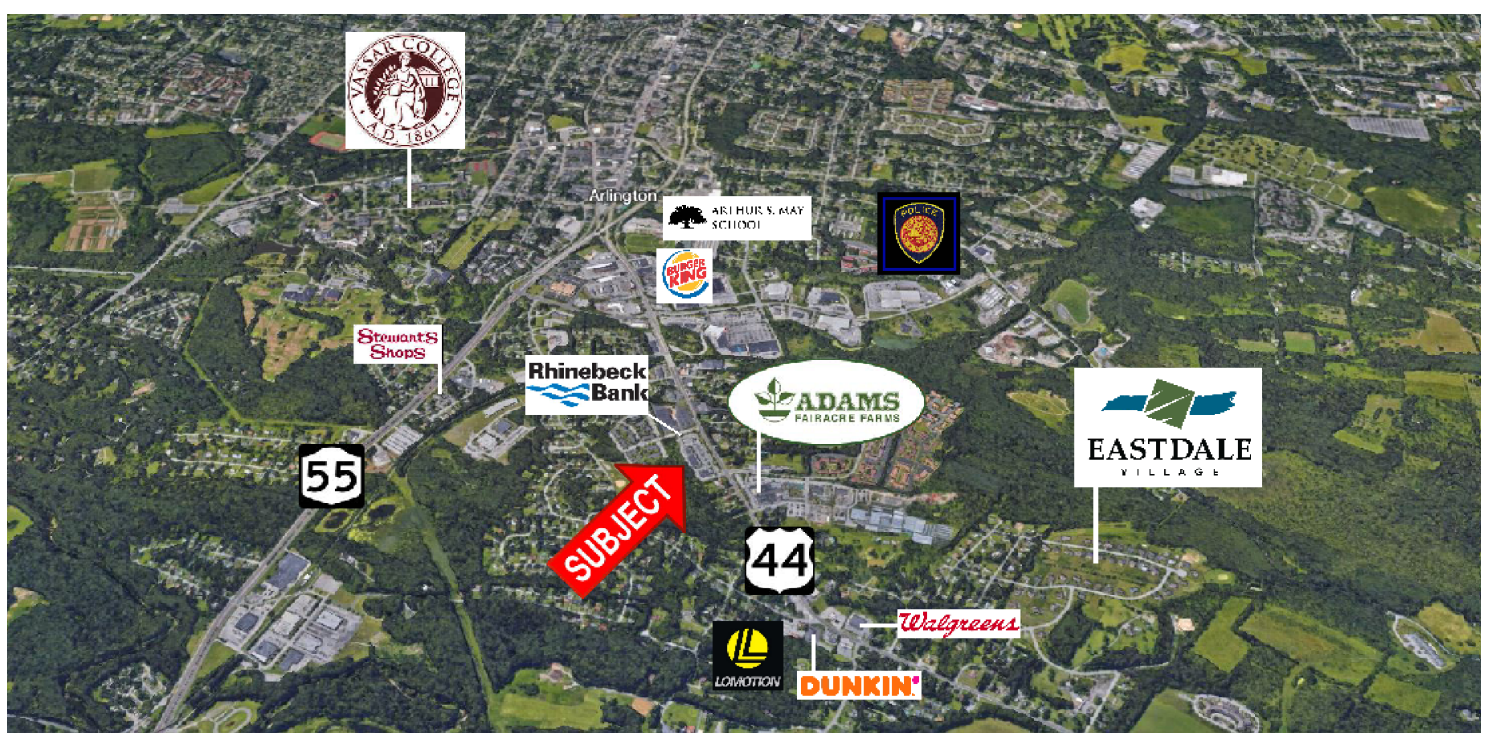 VASSAR COLLEGE
A.D. 1861
Arlington
ARTHUR S. MAY
SCHOOL
POLICE
BURGER
KING
Stewart's
Shops
Rhinebeck
Bank
ADAMS
FAIRACRE FARMS
EASTDALE
VILLAGE
55
SUBJECT
44
Walgreens
LOMOTION
DUNKIN'